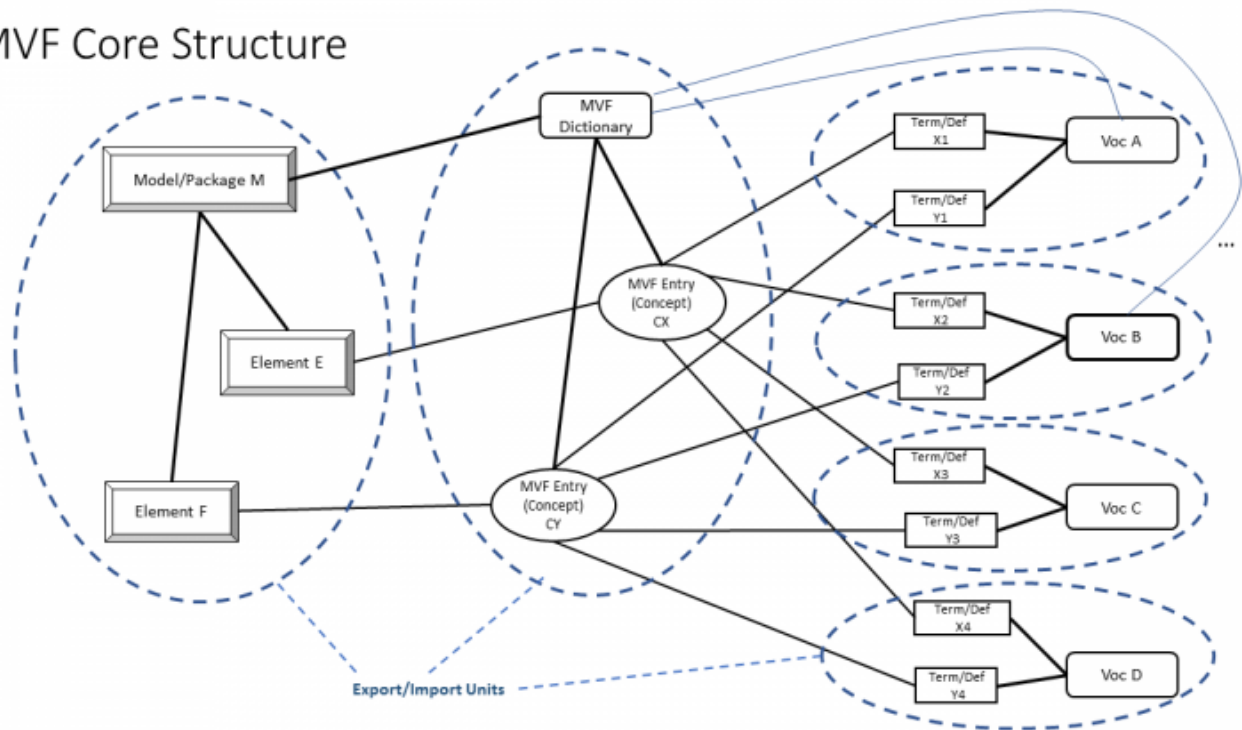 MVF Core Structure
MVF
Dictionary
Model/Package M
Element E
Element F
MVF Entry
(Concept)
CX
MVF Entry
(Concept)
CY
Term/Def
X1
Term/Def
Y1
Voc A
...
Term/Def
X2
Term/Def
Y2
Voc B
Term/Def
X3
Term/Def
Y3
Voc C
Term/Def
X4
Term/Def
Y4
Voc D
Export/Import Units